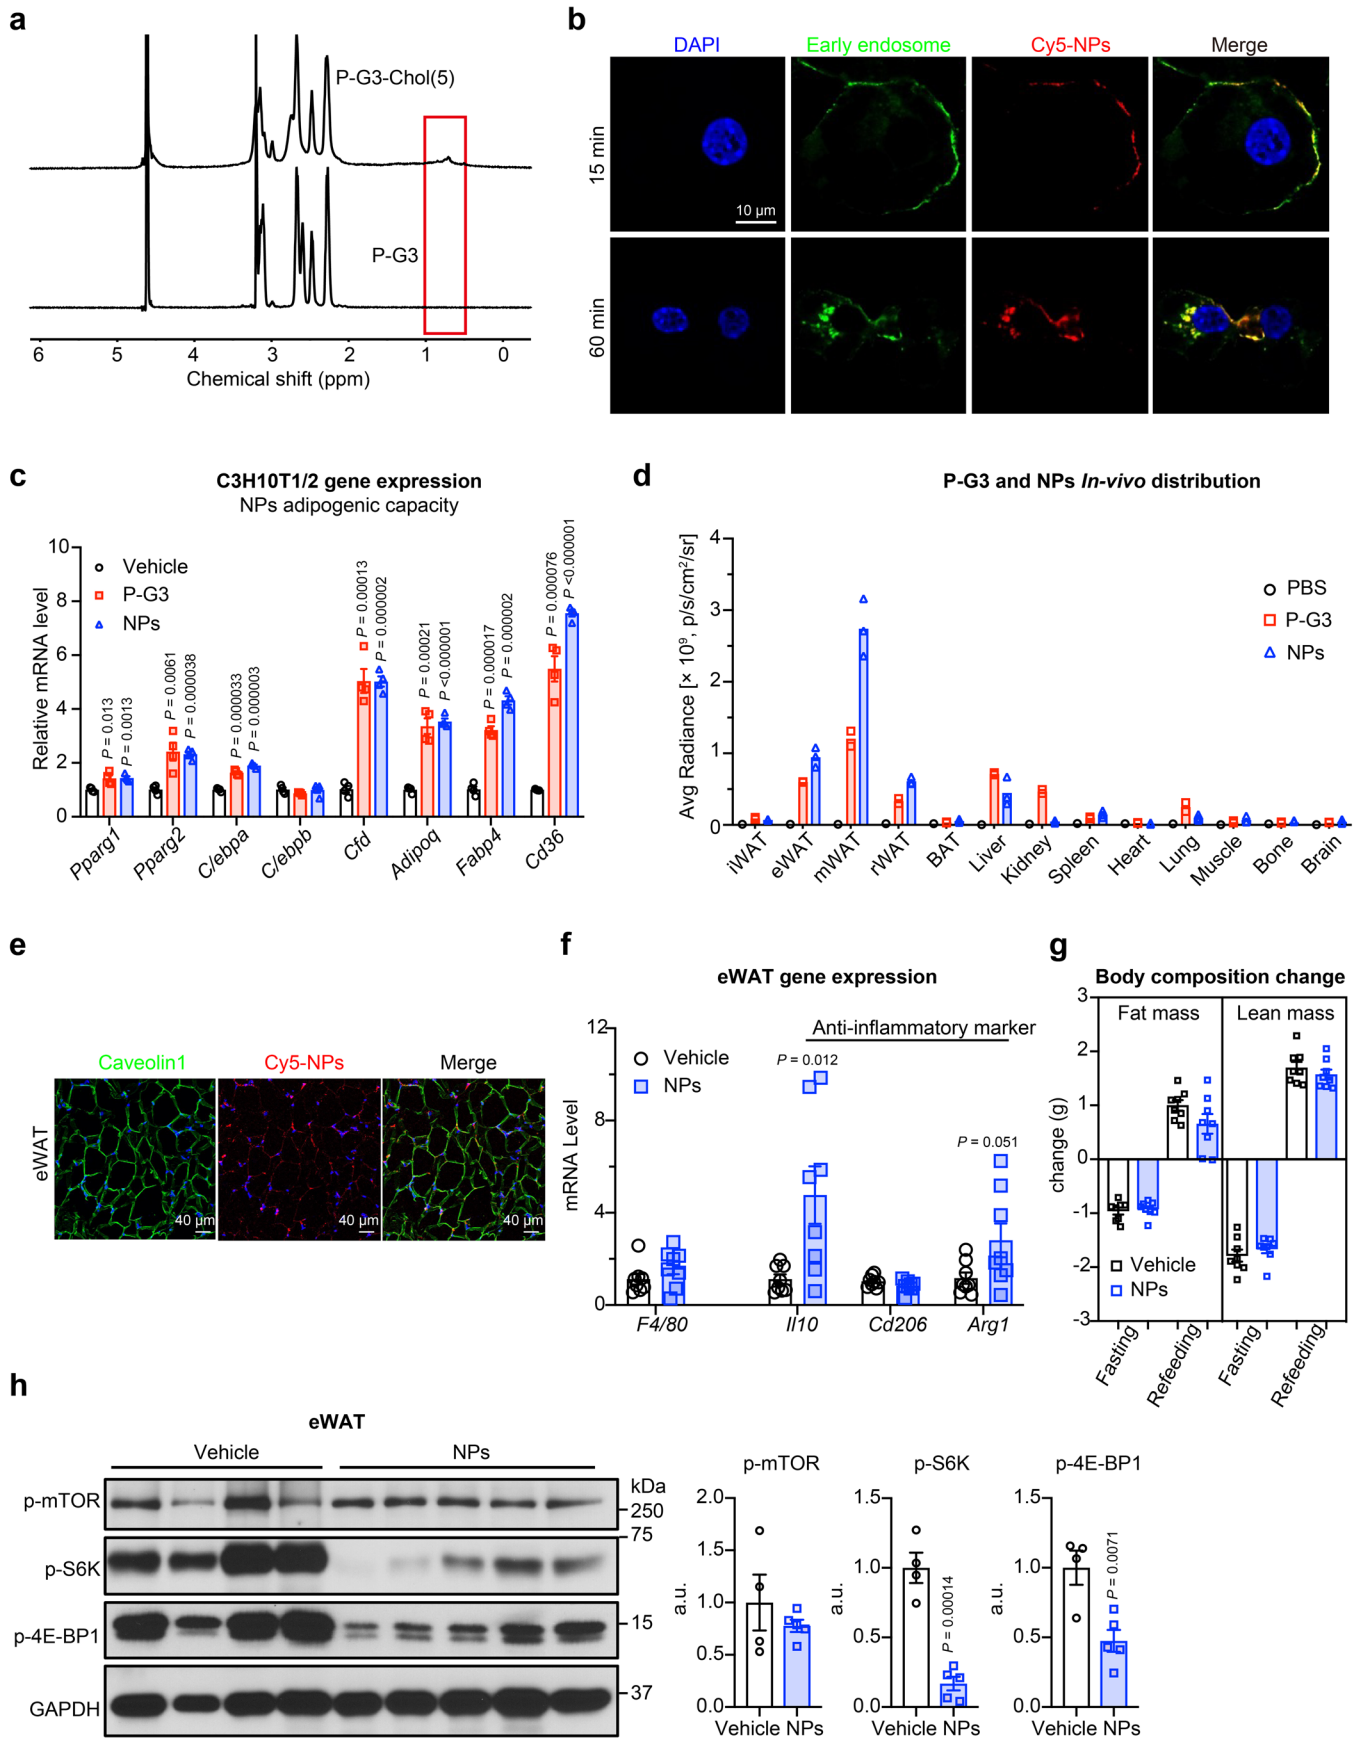 a
P-G3-Chol(5)
P-G3
6 5 4 3 2 1 0
Chemical shift (ppm)
b
DAPI Early endosome Cy5-NPs Merge
15 min
10 µm
60 min
c
C3H10T1/2 gene expression
NPs adipogenic capacity
Relative mRNA level
10
8
6
4
2
0
Vehicle
P-G3
NPs
P = 0.013
P = 0.0013
P = 0.0061
P = 0.000038
P = 0.000033
P = 0.000003
P = 0.00013
P = 0.000002
P = 0.00021
P <0.000001
P = 0.000017
P = 0.000002
P = 0.000076
P <0.000001
Pparg1 Pparg2 C/ebpa C/ebpb Cfd Adipoq Fabp4 Cd36
d
P-G3 and NPs In-vivo distribution
Avg Radiance [× 10⁹, p/s/cm²/sr]
4
3
2
1
0
PBS
P-G3
NPs
iWAT eWAT mWAT rWAT BAT Liver Kidney Spleen Heart Lung Muscle Bone Brain
e
Caveolin1 Cy5-NPs Merge
eWAT
40 µm 40 µm 40 µm
f
eWAT gene expression
Anti-inflammatory marker
mRNA Level
12
8
4
0
Vehicle
NPs
P = 0.012
P = 0.051
F4/80 Il10 Cd206 Arg1
g
Body composition change
change (g)
3
2
1
0
-1
-2
-3
Fat mass Lean mass
Vehicle
NPs
Fasting Refeeding Fasting Refeeding
h
eWAT
Vehicle NPs
kDa
p-mTOR
250
75
p-S6K
p-4E-BP1
15
GAPDH
37
p-mTOR
a.u.
2.0
1.5
1.0
0.5
0.0
Vehicle NPs
p-S6K
a.u.
1.5
1.0
0.5
0.0
P = 0.00014
Vehicle NPs
p-4E-BP1
a.u.
1.5
1.0
0.5
0.0
P = 0.0071
Vehicle NPs